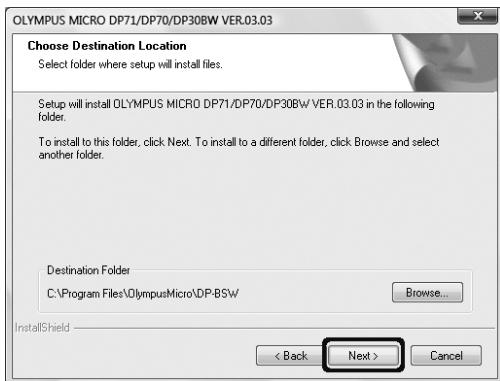 OLYMPUS MICRO DP71/DP70/DP30BW VER.03.03
Choose Destination Location
Select folder where setup will install files.
Setup will install OLYMPUS MICRO DP71/DP70/DP30BW VER.03.03 in the following
folder.
To install to this folder, click Next. To install to a different folder, click Browse and select
another folder.
Destination Folder
C:\Program Files\OlympusMicro\DP-BSW
Browse...
InstallShield
< Back
Next >
Cancel